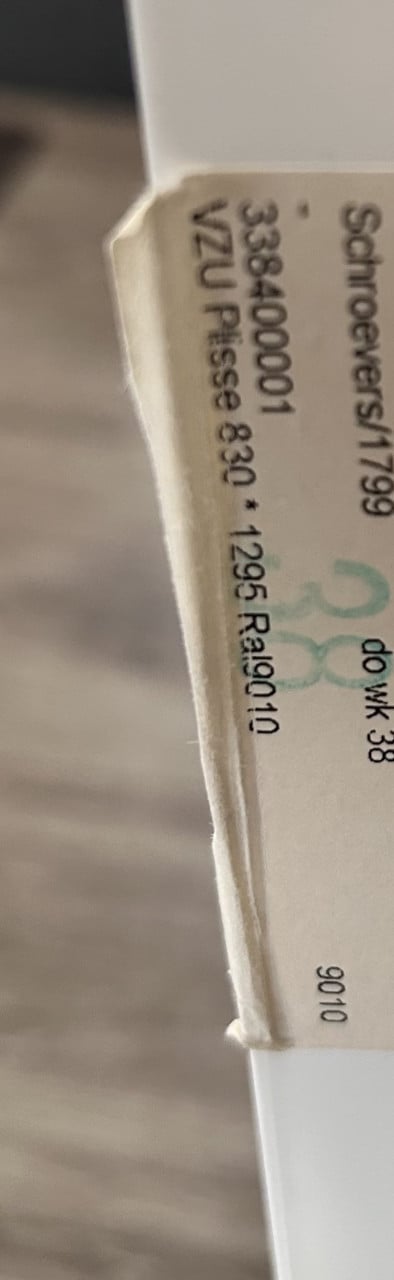 Schroevers/1799
do wk 38
38
-
338400001
VZU Plisse 830 * 1295 Ral9010
9010